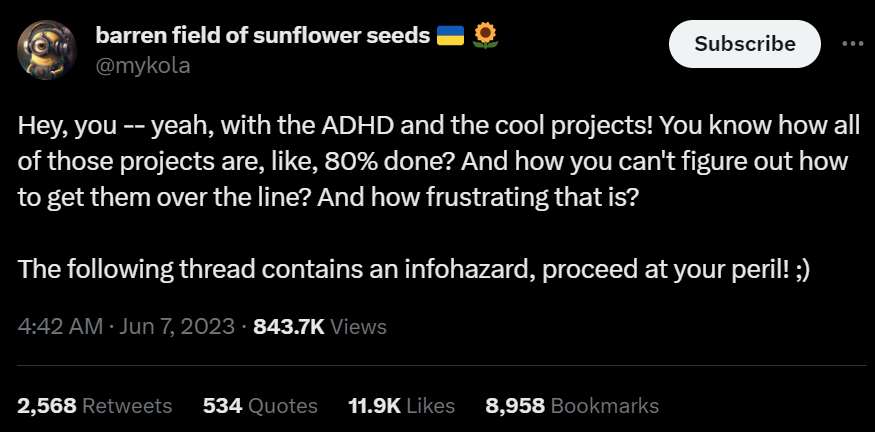 barren field of sunflower seeds 🇺🇦 🌻
@mykola
Subscribe
Hey, you -- yeah, with the ADHD and the cool projects! You know how all
of those projects are, like, 80% done? And how you can't figure out how
to get them over the line? And how frustrating that is?
The following thread contains an infohazard, proceed at your peril! ;)
4:42 AM · Jun 7, 2023 · 843.7K Views
2,568 Retweets 534 Quotes 11.9K Likes 8,958 Bookmarks